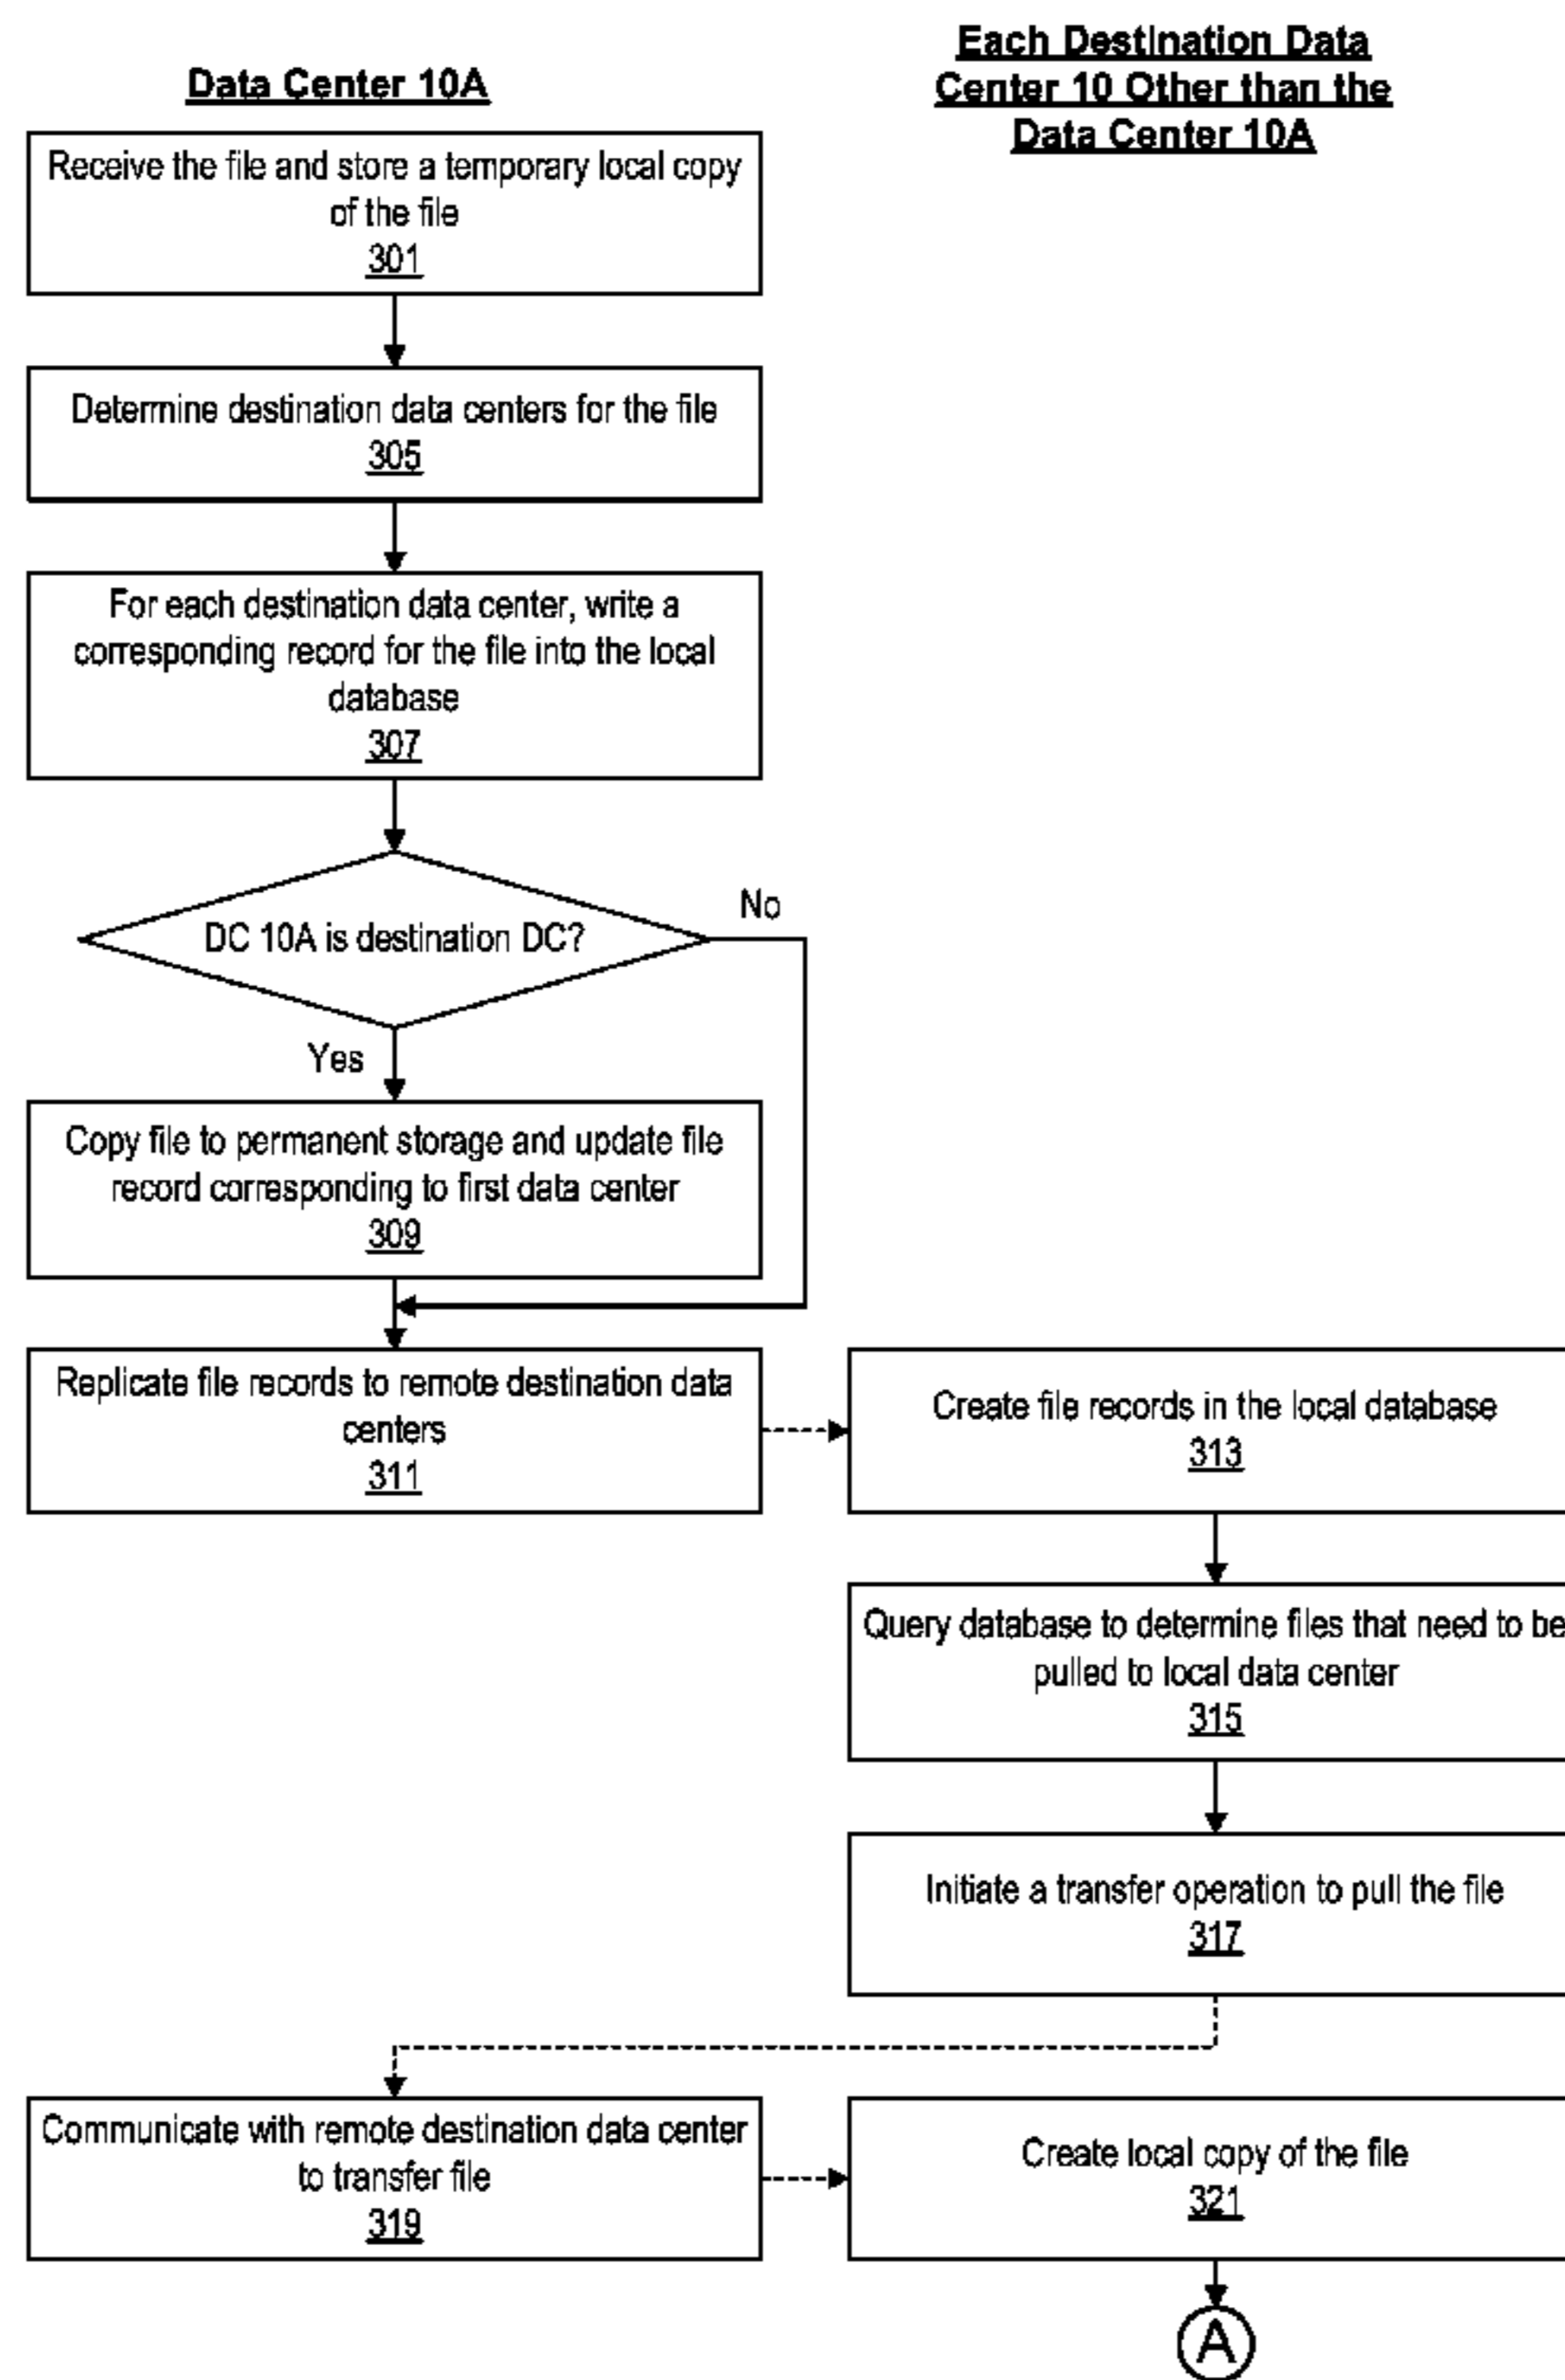 Data Center 10A
Each Destination Data
Center 10 Other than the
Data Center 10A
Receive the file and store a temporary local copy
of the file
301
Determine destination data centers for the file
305
For each destination data center, write a
corresponding record for the file into the local
database
307
DC 10A is destination DC?
No
Yes
Copy file to permanent storage and update file
record corresponding to first data center
309
Replicate file records to remote destination data
centers
311
Create file records in the local database
313
Query database to determine files that need to be
pulled to local data center
315
Initiate a transfer operation to pull the file
317
Communicate with remote destination data center
to transfer file
319
Create local copy of the file
321
A